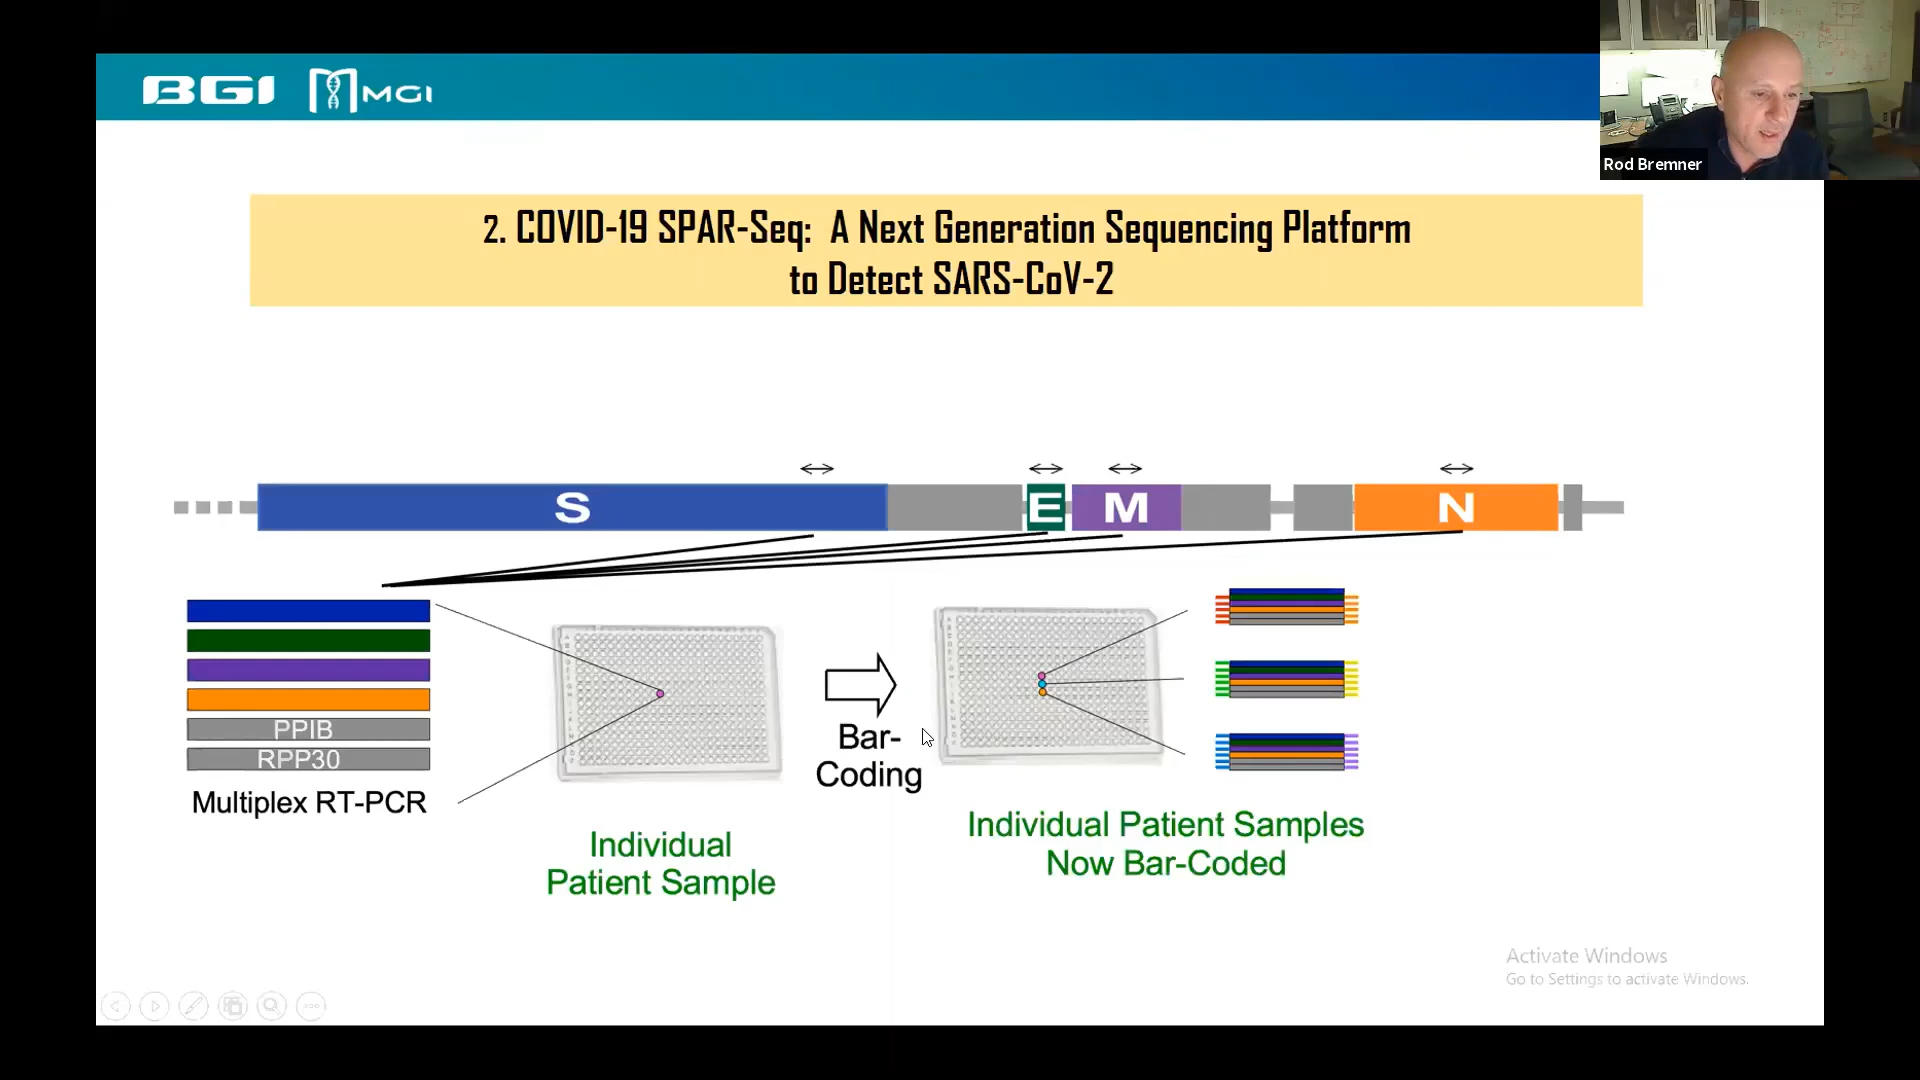 BGI MGI
Rod Bremner
2. COVID-19 SPAR-Seq: A Next Generation Sequencing Platform
to Detect SARS-CoV-2
S E M N
PPIB
RPP30
Multiplex RT-PCR
Individual
Patient Sample
Bar-
Coding
Individual Patient Samples
Now Bar-Coded
Activate Windows
Go to Settings to activate Windows.